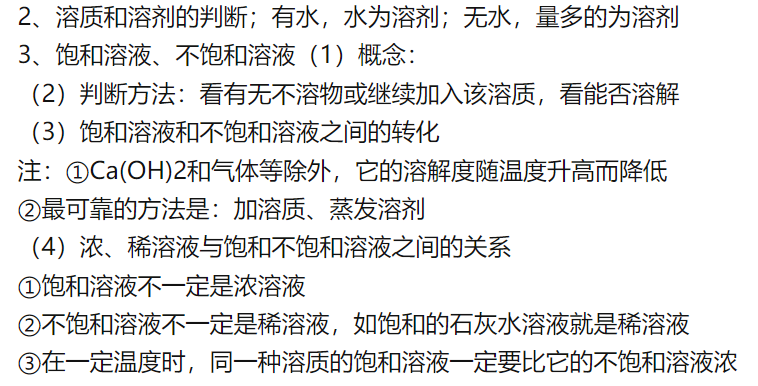 2、溶质和溶剂的判断；有水，水为溶剂；无水，量多的为溶剂
3、饱和溶液、不饱和溶液（1）概念：
（2）判断方法：看有无不溶物或继续加入该溶质，看能否溶解
（3）饱和溶液和不饱和溶液之间的转化
注：①Ca(OH)2和气体等除外，它的溶解度随温度升高而降低
②最可靠的方法是：加溶质、蒸发溶剂
（4）浓、稀溶液与饱和不饱和溶液之间的关系
①饱和溶液不一定是浓溶液
②不饱和溶液不一定是稀溶液，如饱和的石灰水溶液就是稀溶液
③在一定温度时，同一种溶质的饱和溶液一定要比它的不饱和溶液浓